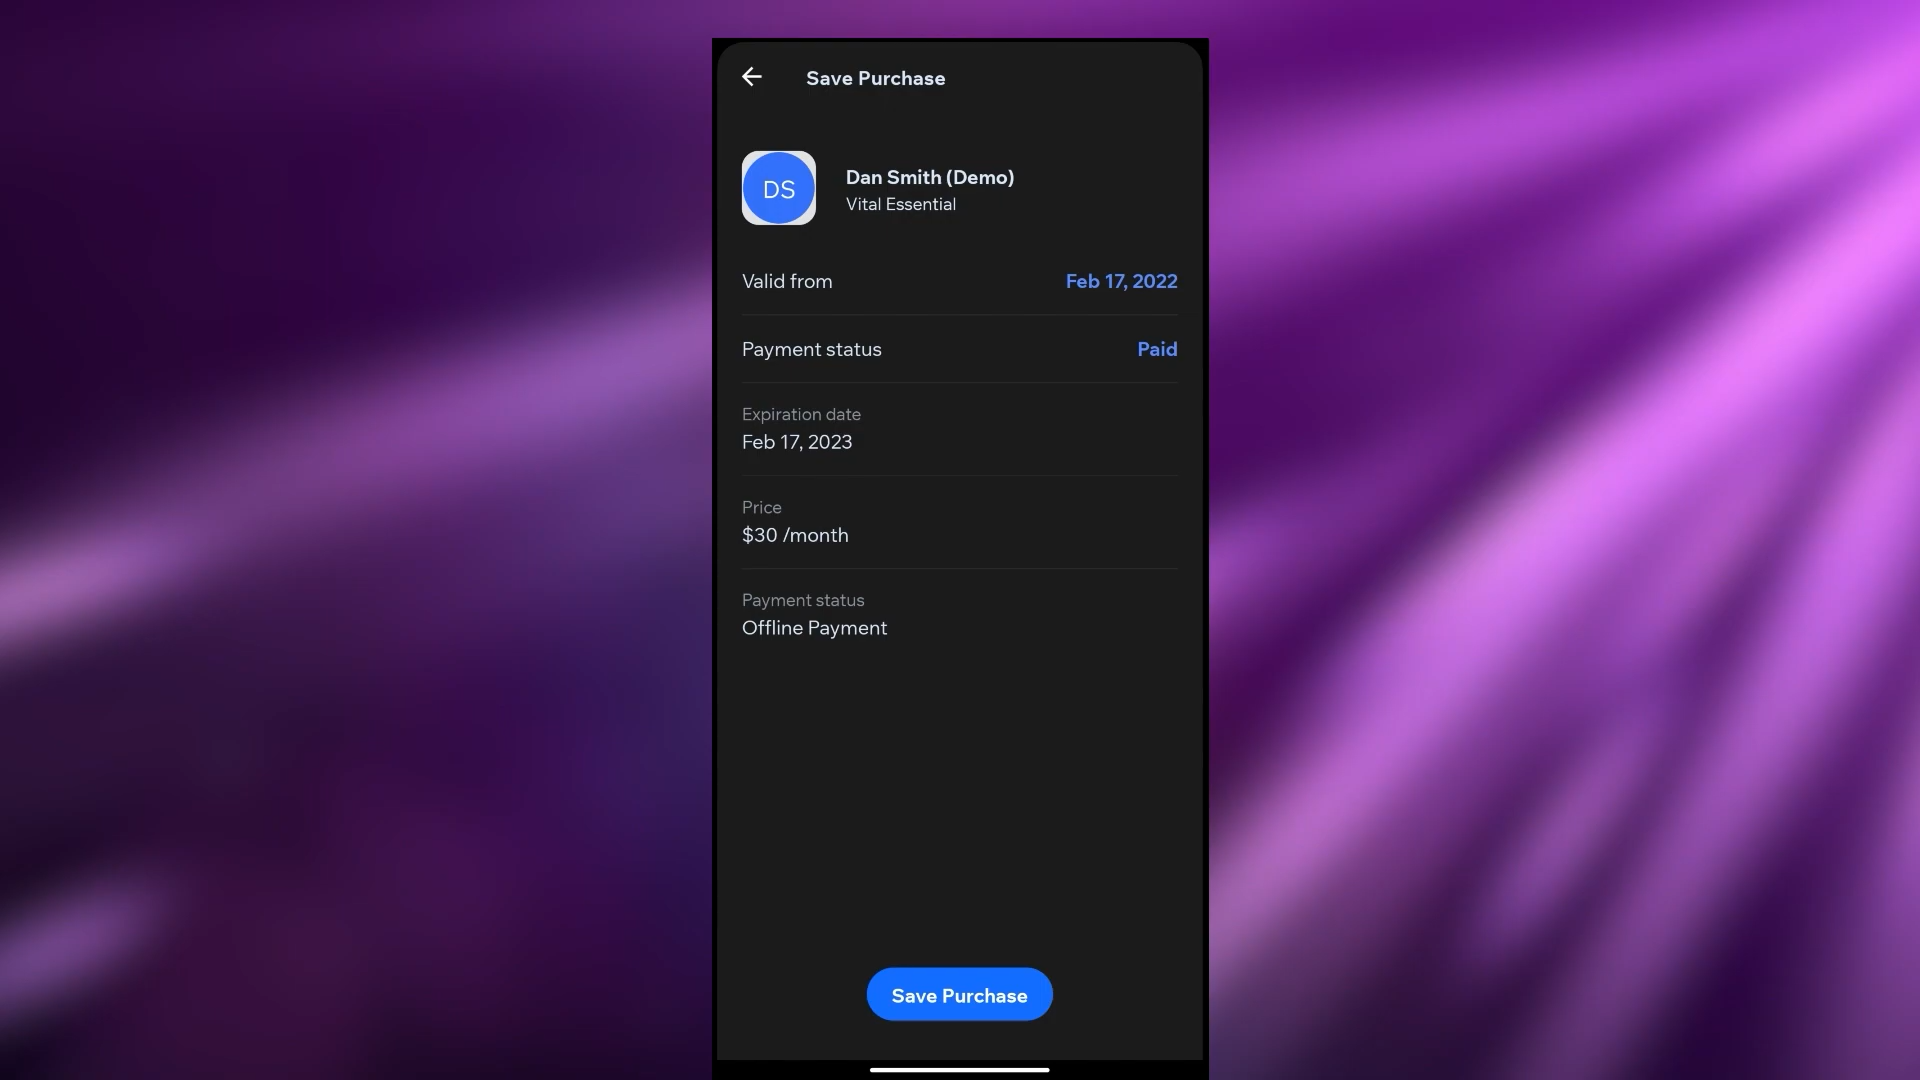 Save Purchase
DS
Dan Smith (Demo)
Vital Essential
Valid from Feb 17, 2022
Payment status Paid
Expiration date
Feb 17, 2023
Price
$30 /month
Payment status
Offline Payment
Save Purchase